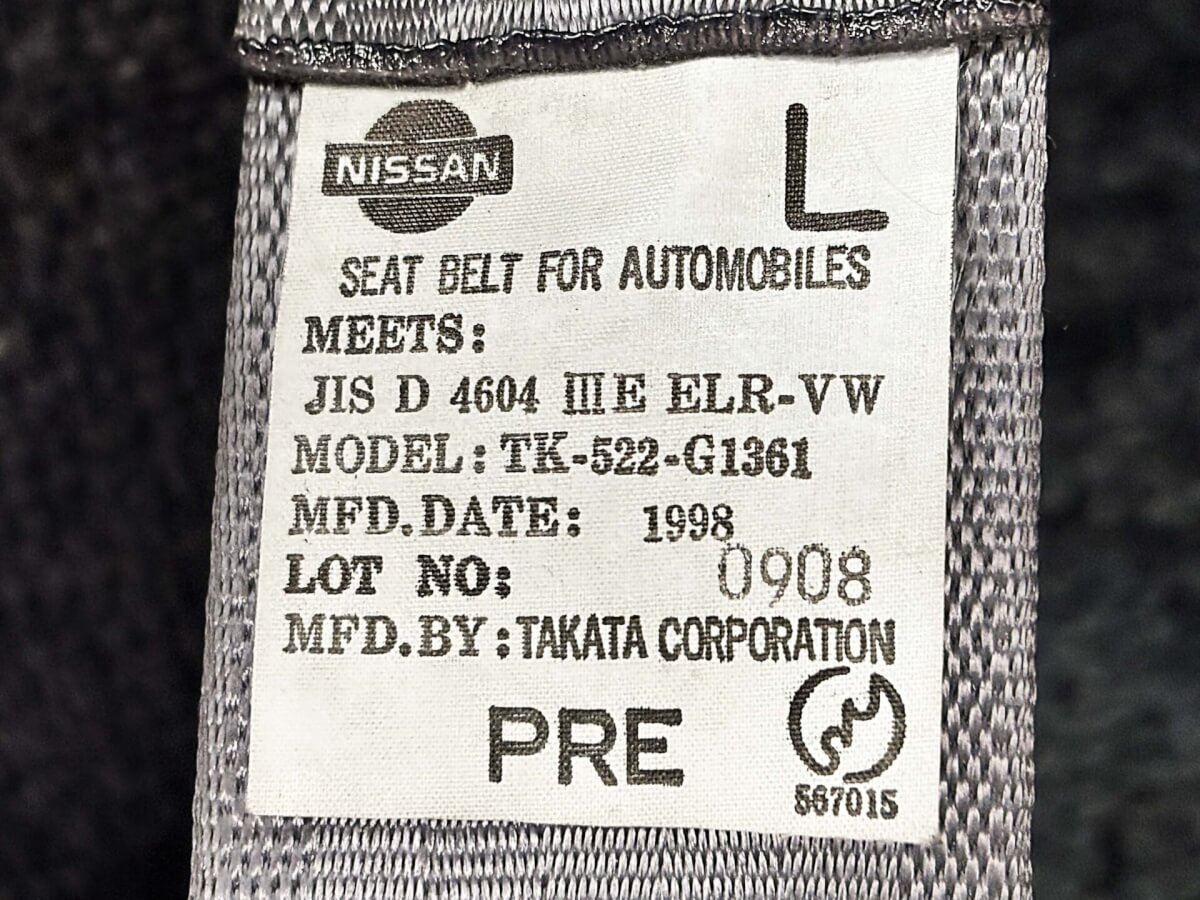 NISSAN
L
SEAT BELT FOR AUTOMOBILES
MEETS:
JIS D 4604 III E ELR-VW
MODEL: TK-522-G1361
MFD.DATE: 1998
LOT NO: 0908
MFD.BY: TAKATA CORPORATION
PRE
567015